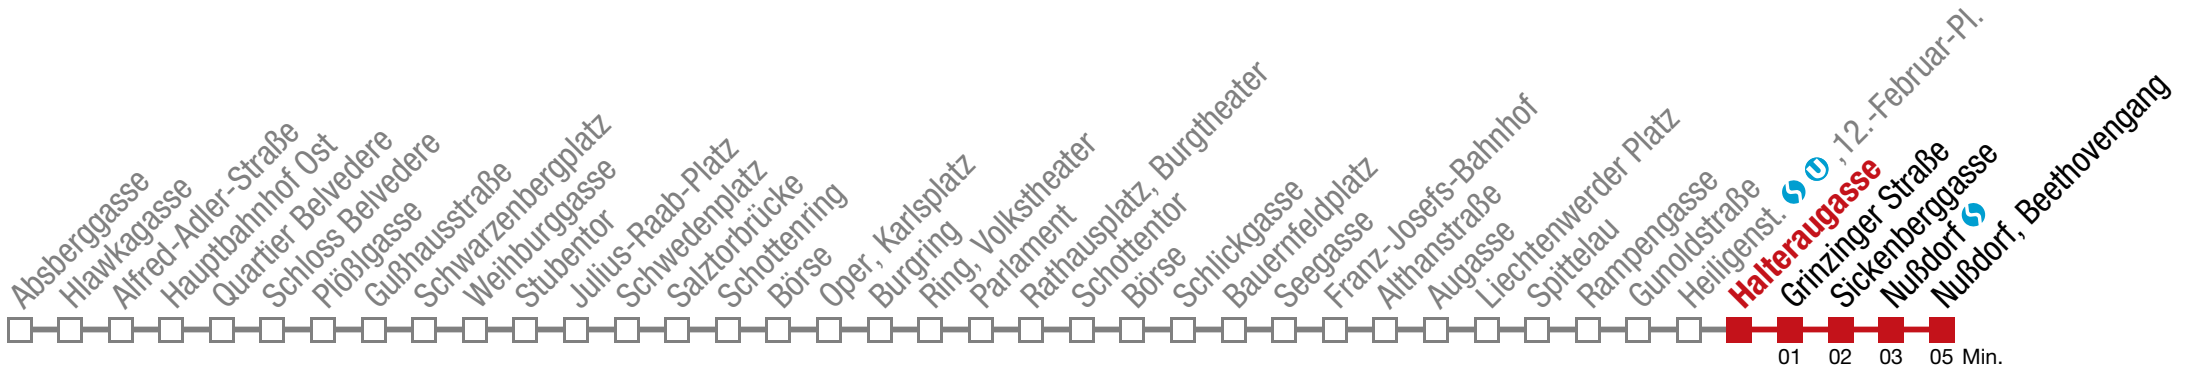 Absberggasse
Hlawkagasse
Alfred-Adler-Straße
Hauptbahnhof Ost
Quartier Belvedere
Schloss Belvedere
Plößlgasse
Gußhausstraße
Schwarzenbergplatz
Weihburggasse
Stubentor
Julius-Raab-Platz
Schwedenplatz
Salztorbrücke
Schottenring
Börse
Oper, Karlsplatz
Burgring
Ring, Volkstheater
Parlament
Rathausplatz, Burgtheater
Schottentor
Börse
Schlickgasse
Bauernfeldplatz
Seegasse
Franz-Josefs-Bahnhof
Althanstraße
Augasse
Liechtenwerder Platz
Spittelau
Rampengasse
Gunoldstraße
Heiligenst. S U , 12.-Februar-Pl.
Halteraugasse
Grinzinger Straße
Sickenberggasse
Nußdorf S
Nußdorf, Beethovengang
01 02 03 05 Min.